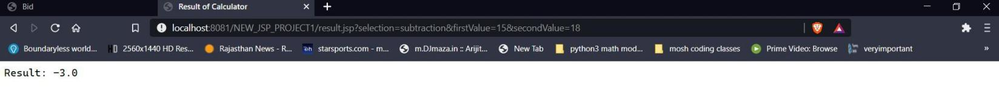 Bid
Result of Calculator
localhost:8081/NEW_JSP_PROJECT1/result.jsp?selection=subtraction&firstValue=15&secondValue=18
Boundaryless world... HD 2560x1440 HD Res... Rajasthan News - R... starsports.com - m... m.DJmaza.in :: Arijit... New Tab python3 math mod... mosh coding classes Prime Video: Browse veryimportant »
Result: -3.0